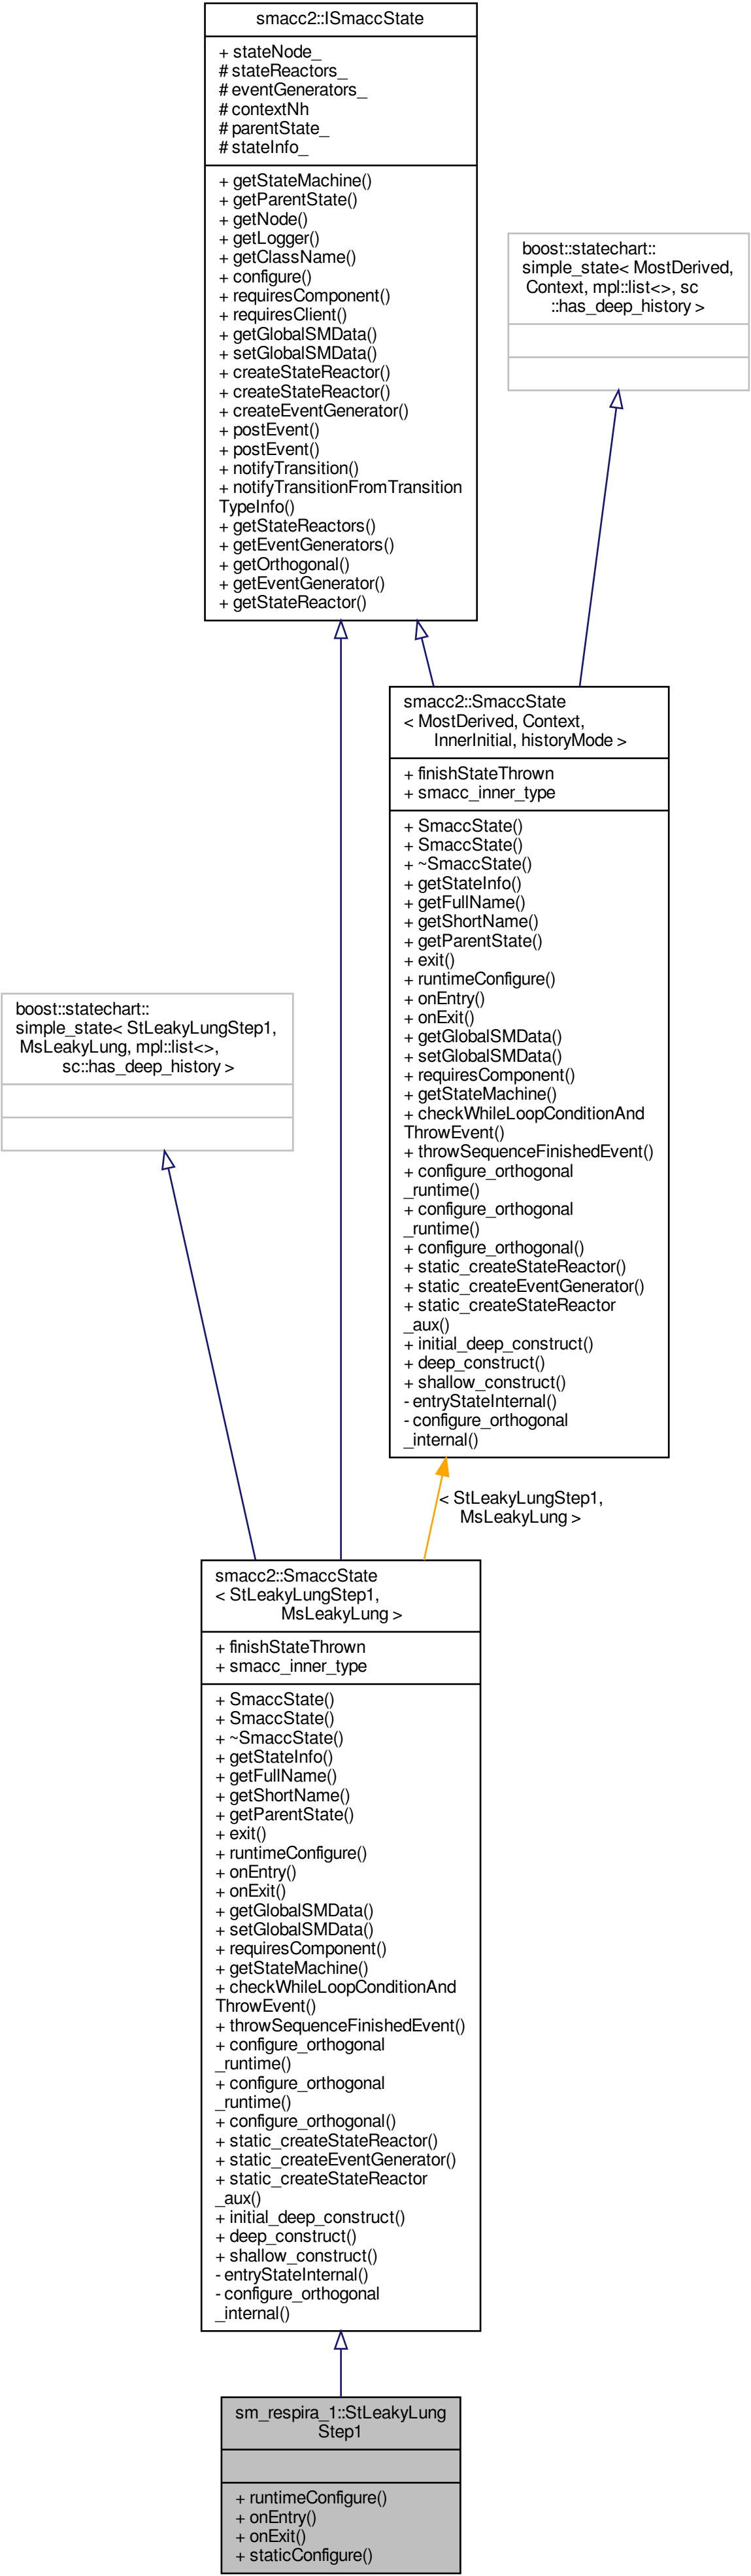 smacc2::ISmaccState
+ stateNode_
# stateReactors_
# eventGenerators_
# contextNh
# parentState_
# stateInfo_
+ getStateMachine()
+ getParentState()
+ getNode()
+ getLogger()
+ getClassName()
+ configure()
+ requiresComponent()
+ requiresClient()
+ getGlobalSMData()
+ setGlobalSMData()
+ createStateReactor()
+ createStateReactor()
+ createEventGenerator()
+ postEvent()
+ postEvent()
+ notifyTransition()
+ notifyTransitionFromTransition
TypeInfo()
+ getStateReactors()
+ getEventGenerators()
+ getOrthogonal()
+ getEventGenerator()
+ getStateReactor()
boost::statechart::
simple_state< MostDerived,
Context, mpl::list<>, sc
::has_deep_history >
smacc2::SmaccState
< MostDerived, Context,
InnerInitial, historyMode >
+ finishStateThrown
+ smacc_inner_type
+ SmaccState()
+ SmaccState()
+ ~SmaccState()
+ getStateInfo()
+ getFullName()
+ getShortName()
+ getParentState()
+ exit()
+ runtimeConfigure()
+ onEntry()
+ onExit()
+ getGlobalSMData()
+ setGlobalSMData()
+ requiresComponent()
+ getStateMachine()
+ checkWhileLoopConditionAnd
ThrowEvent()
+ throwSequenceFinishedEvent()
+ configure_orthogonal
_runtime()
+ configure_orthogonal
_runtime()
+ configure_orthogonal()
+ static_createStateReactor()
+ static_createEventGenerator()
+ static_createStateReactor
_aux()
+ initial_deep_construct()
+ deep_construct()
+ shallow_construct()
- entryStateInternal()
- configure_orthogonal
_internal()
boost::statechart::
simple_state< StLeakyLungStep1,
MsLeakyLung, mpl::list<>,
sc::has_deep_history >
< StLeakyLungStep1,
MsLeakyLung >
smacc2::SmaccState
< StLeakyLungStep1,
MsLeakyLung >
+ finishStateThrown
+ smacc_inner_type
+ SmaccState()
+ SmaccState()
+ ~SmaccState()
+ getStateInfo()
+ getFullName()
+ getShortName()
+ getParentState()
+ exit()
+ runtimeConfigure()
+ onEntry()
+ onExit()
+ getGlobalSMData()
+ setGlobalSMData()
+ requiresComponent()
+ getStateMachine()
+ checkWhileLoopConditionAnd
ThrowEvent()
+ throwSequenceFinishedEvent()
+ configure_orthogonal
_runtime()
+ configure_orthogonal
_runtime()
+ configure_orthogonal()
+ static_createStateReactor()
+ static_createEventGenerator()
+ static_createStateReactor
_aux()
+ initial_deep_construct()
+ deep_construct()
+ shallow_construct()
- entryStateInternal()
- configure_orthogonal
_internal()
sm_respira_1::StLeakyLung
Step1
+ runtimeConfigure()
+ onEntry()
+ onExit()
+ staticConfigure()